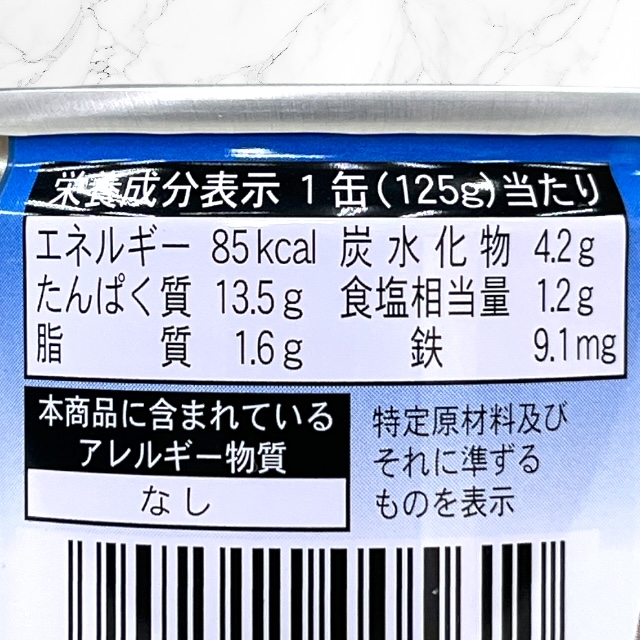 栄養成分表示 1缶(125g)当たり
エネルギー 85kcal 炭水化物 4.2g
たんぱく質 13.5g 食塩相当量 1.2g
脂質 1.6g 鉄 9.1mg
本商品に含まれている
アレルギー物質
なし
特定原材料及び
それに準ずる
ものを表示